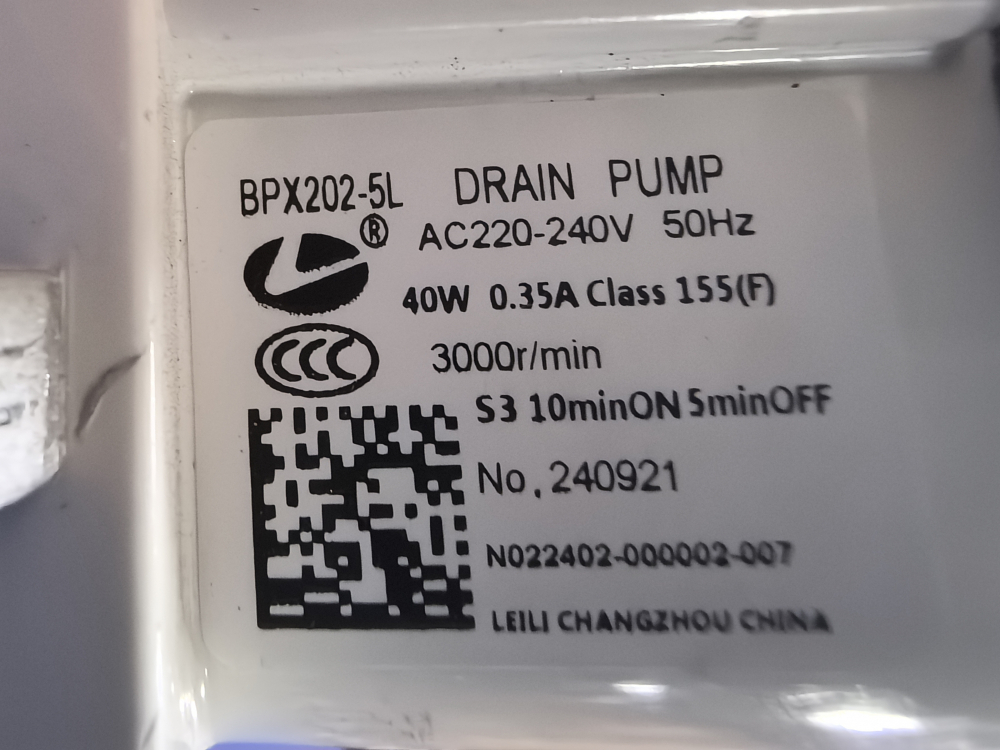 BPX202-5L DRAIN PUMP
® AC220-240V 50Hz
40W 0.35A Class 155(F)
CCC 3000r/min
S3 10minON 5minOFF
No.240921
N022402-000002-007
LEILI CHANGZHOU CHINA